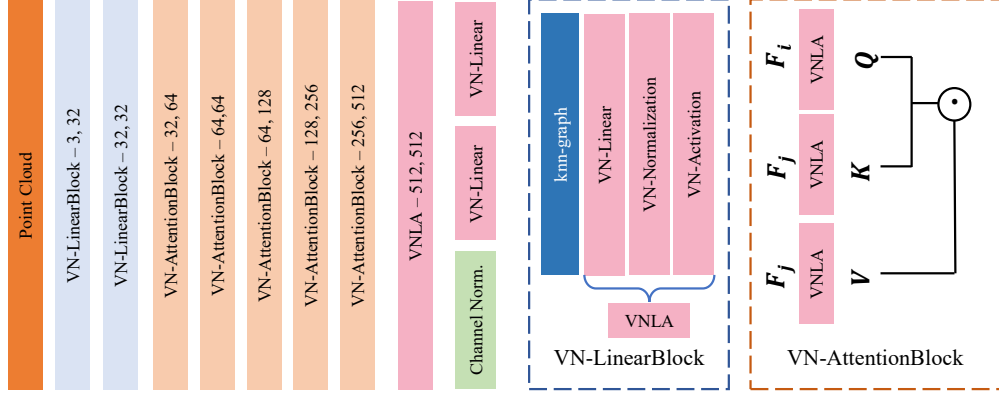 Point Cloud
VN-LinearBlock – 3, 32
VN-LinearBlock – 32, 32
VN-AttentionBlock – 32, 64
VN-AttentionBlock – 64,64
VN-AttentionBlock – 64, 128
VN-AttentionBlock – 128, 256
VN-AttentionBlock – 256, 512
VNLA – 512, 512
VN-Linear
VN-Linear
Channel Norm.
knn-graph
VN-Linear
VN-Normalization
VN-Activation
VNLA
VN-LinearBlock
F_i
VNLA
Q
F_j
VNLA
K
F_j
VNLA
V
VN-AttentionBlock